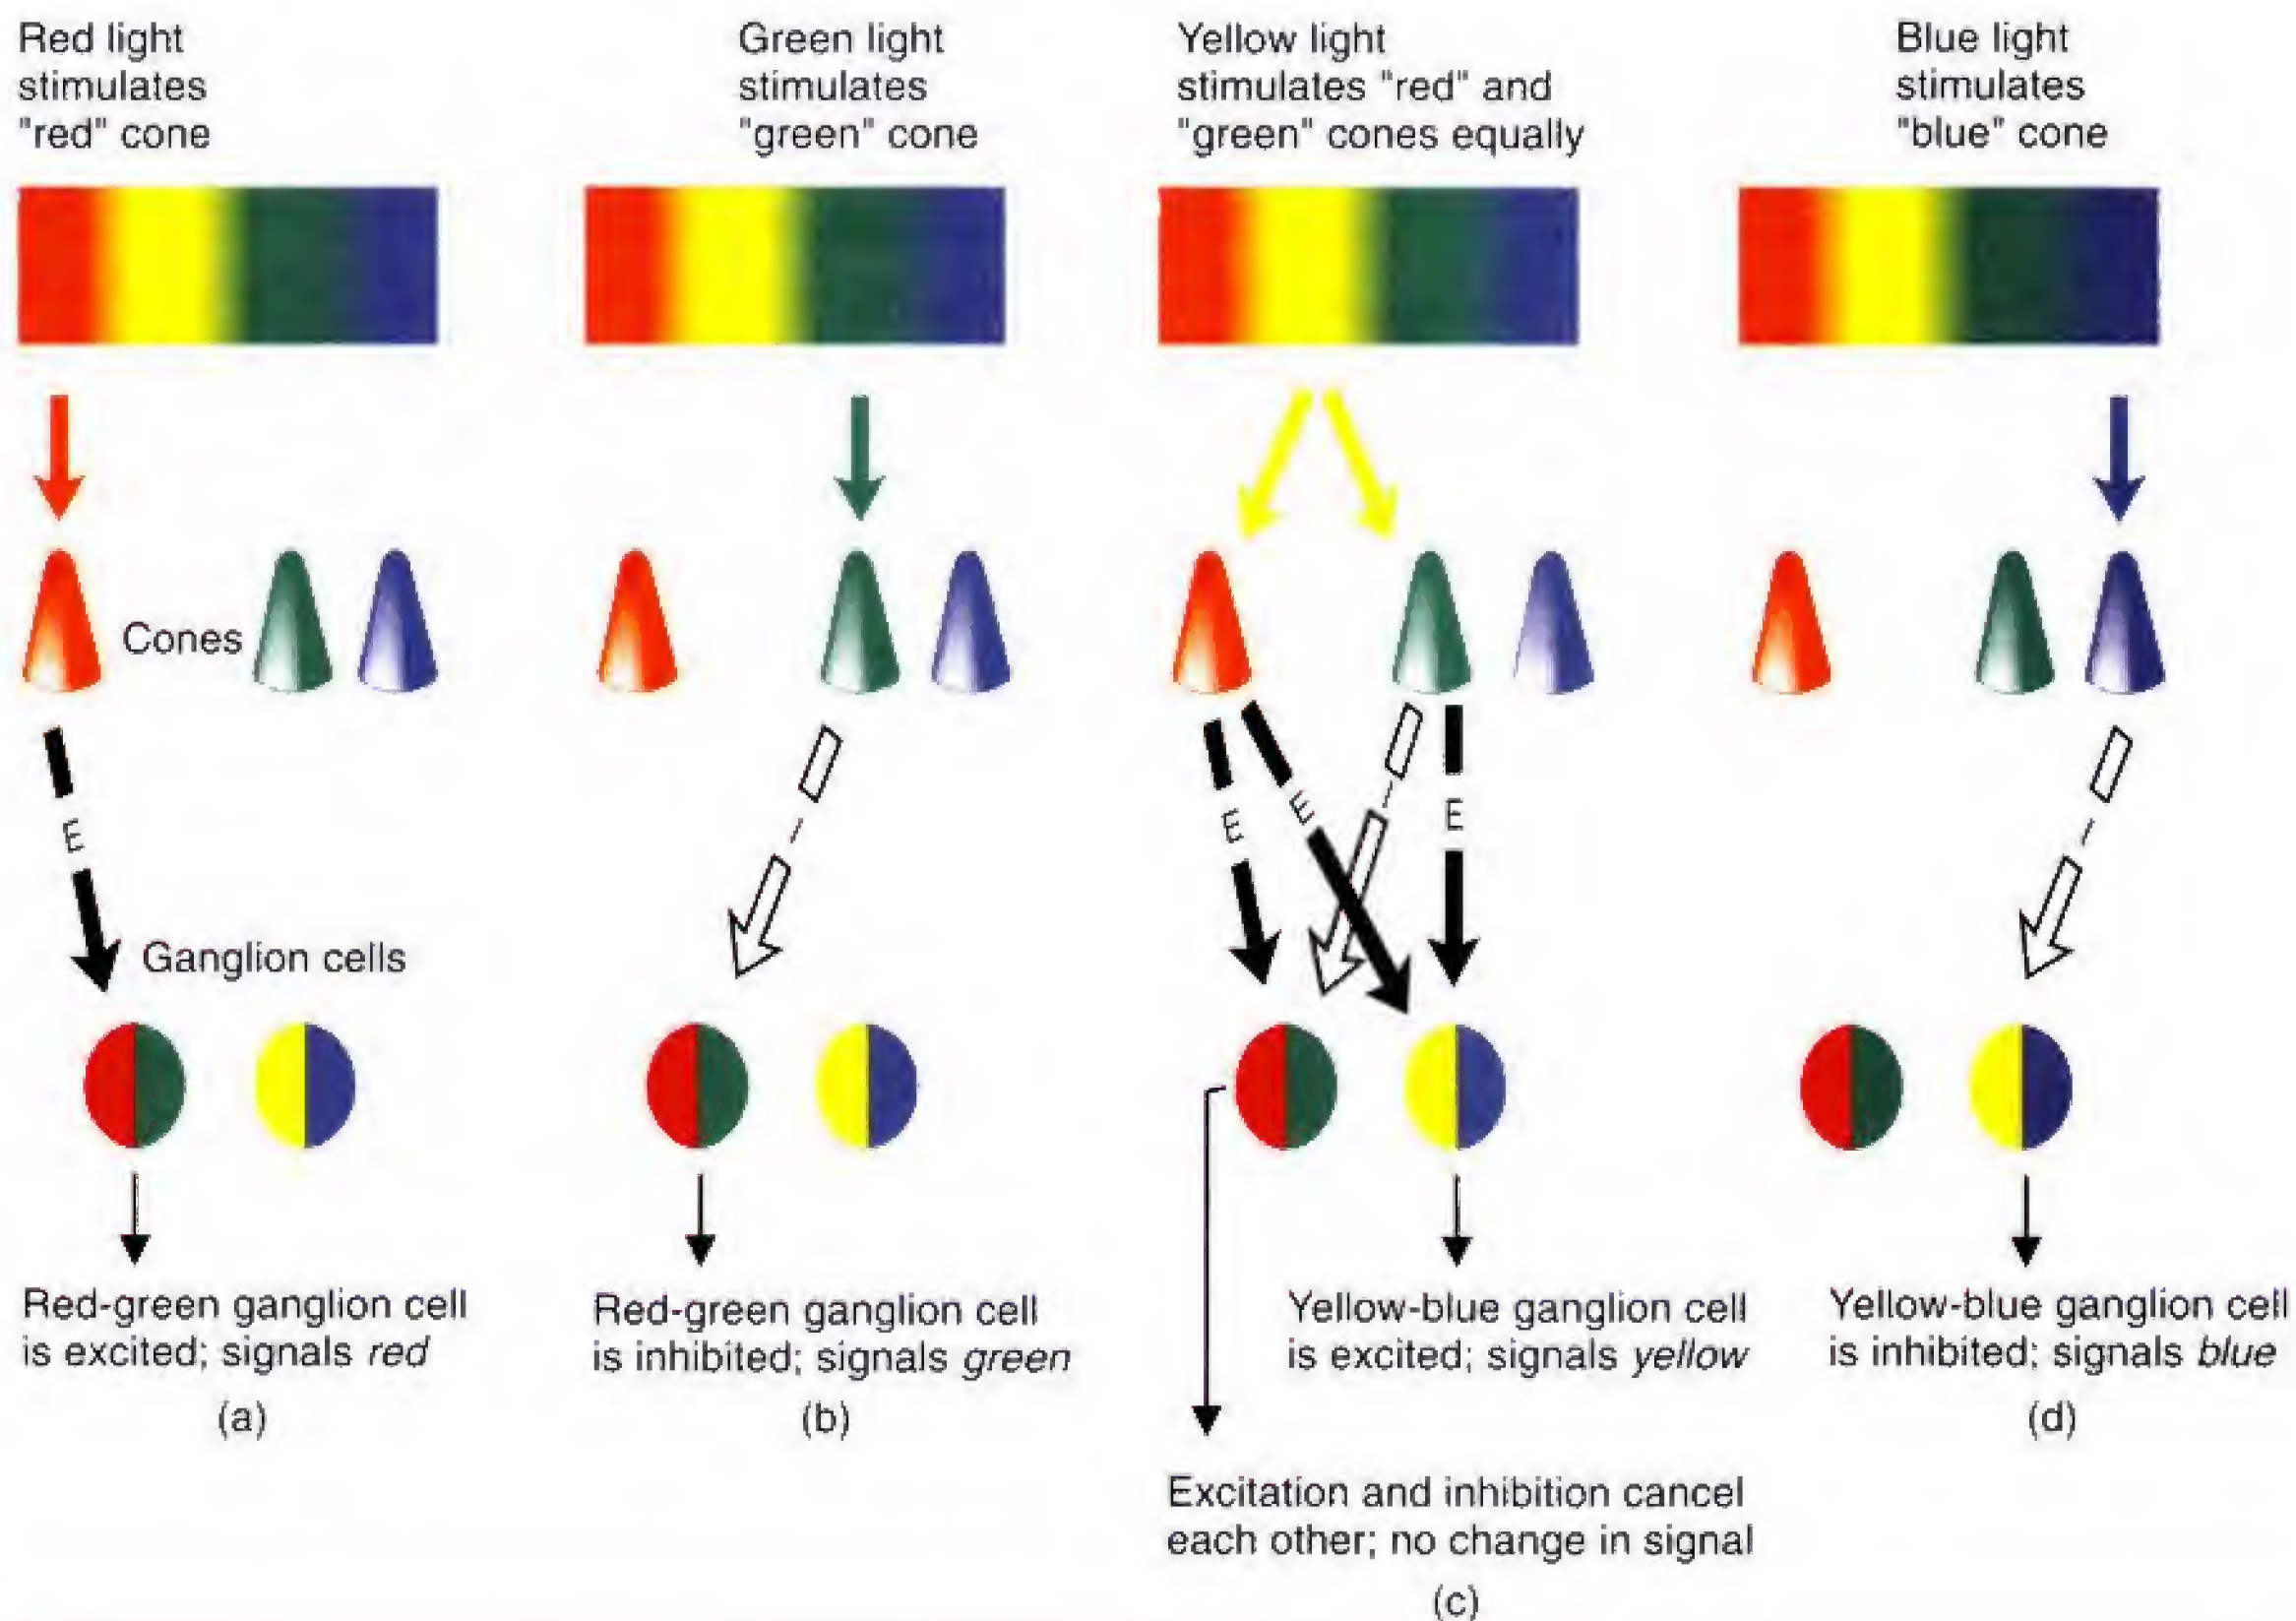 Red light
stimulates
"red" cone
Green light
stimulates
"green" cone
Yellow light
stimulates "red" and
"green" cones equally
Blue light
stimulates
"blue" cone
Cones
E
I
E
E
I
E
I
Ganglion cells
Red-green ganglion cell
is excited; signals red
(a)
Red-green ganglion cell
is inhibited; signals green
(b)
Yellow-blue ganglion cell
is excited; signals yellow
Excitation and inhibition cancel
each other; no change in signal
(c)
Yellow-blue ganglion cell
is inhibited; signals blue
(d)